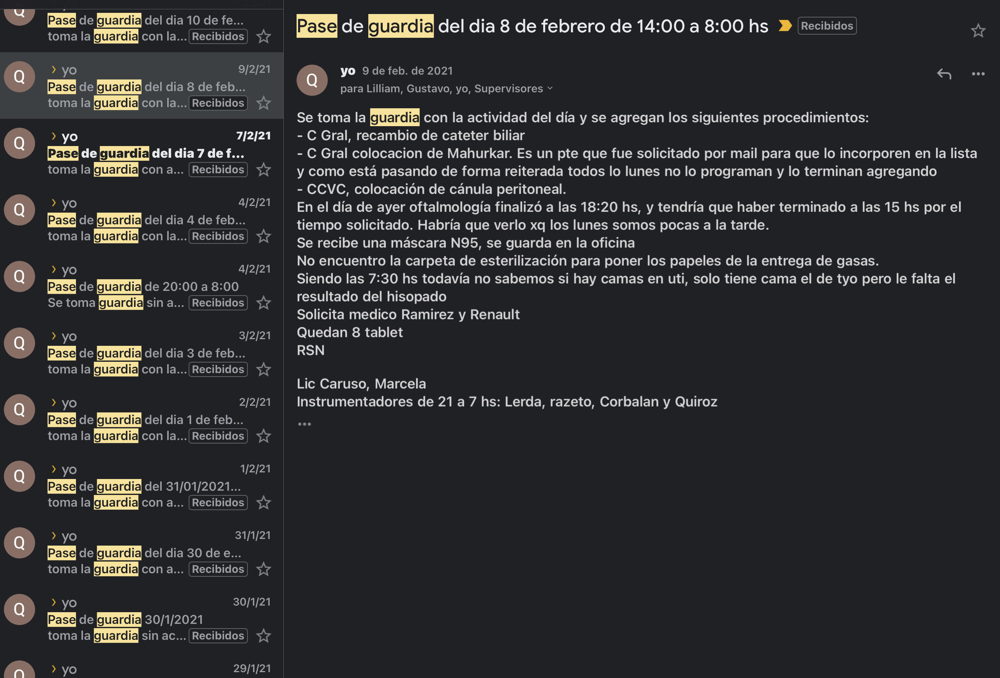 Pase de guardia del dia 10 de fe...
toma la guardia con la... Recibidos
Q
yo 9/2/21
Pase de guardia del dia 8 de feb...
toma la guardia con la... Recibidos
Q
yo 7/2/21
Pase de guardia del dia 7 de f...
toma la guardia con a... Recibidos
Q
yo 4/2/21
Pase de guardia del dia 4 de feb...
toma la guardia con la... Recibidos
Q
yo 4/2/21
Pase de guardia de 20:00 a 8:00
Se toma guardia sin a... Recibidos
Q
yo 3/2/21
Pase de guardia del dia 3 de feb...
toma la guardia con la... Recibidos
Q
yo 2/2/21
Pase de guardia del dia 1 de feb...
toma la guardia con la... Recibidos
Q
yo 1/2/21
Pase de guardia del 31/01/2021...
toma la guardia con a... Recibidos
Q
yo 31/1/21
Pase de guardia del dia 30 de e...
toma la guardia con a... Recibidos
Q
yo 30/1/21
Pase de guardia 30/1/2021
toma la guardia sin ac... Recibidos
Q
yo 29/1/21
Pase de guardia del dia 8 de febrero de 14:00 a 8:00 hs Recibidos
Q
yo 9 de feb. de 2021
para Lilliam, Gustavo, yo, Supervisores
Se toma la guardia con la actividad del día y se agregan los siguientes procedimientos:
- C Gral, recambio de cateter biliar
- C Gral colocacion de Mahurkar. Es un pte que fue solicitado por mail para que lo incorporen en la lista
y como está pasando de forma reiterada todos lo lunes no lo programan y lo terminan agregando
- CCVC, colocación de cánula peritoneal.
En el día de ayer oftalmología finalizó a las 18:20 hs, y tendría que haber terminado a las 15 hs por el
tiempo solicitado. Habría que verlo xq los lunes somos pocas a la tarde.
Se recibe una máscara N95, se guarda en la oficina
No encuentro la carpeta de esterilización para poner los papeles de la entrega de gasas.
Siendo las 7:30 hs todavía no sabemos si hay camas en uti, solo tiene cama el de tyo pero le falta el
resultado del hisopado
Solicita medico Ramirez y Renault
Quedan 8 tablet
RSN
Lic Caruso, Marcela
Instrumentadores de 21 a 7 hs: Lerda, razeto, Corbalan y Quiroz